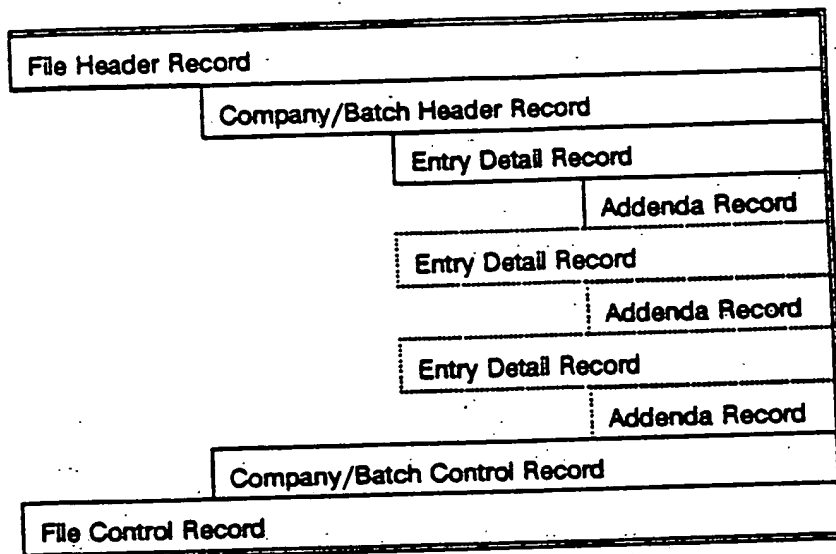 File Header Record
Company/Batch Header Record
Entry Detail Record
Addenda Record
Entry Detail Record
Addenda Record
Entry Detail Record
Addenda Record
Company/Batch Control Record
File Control Record